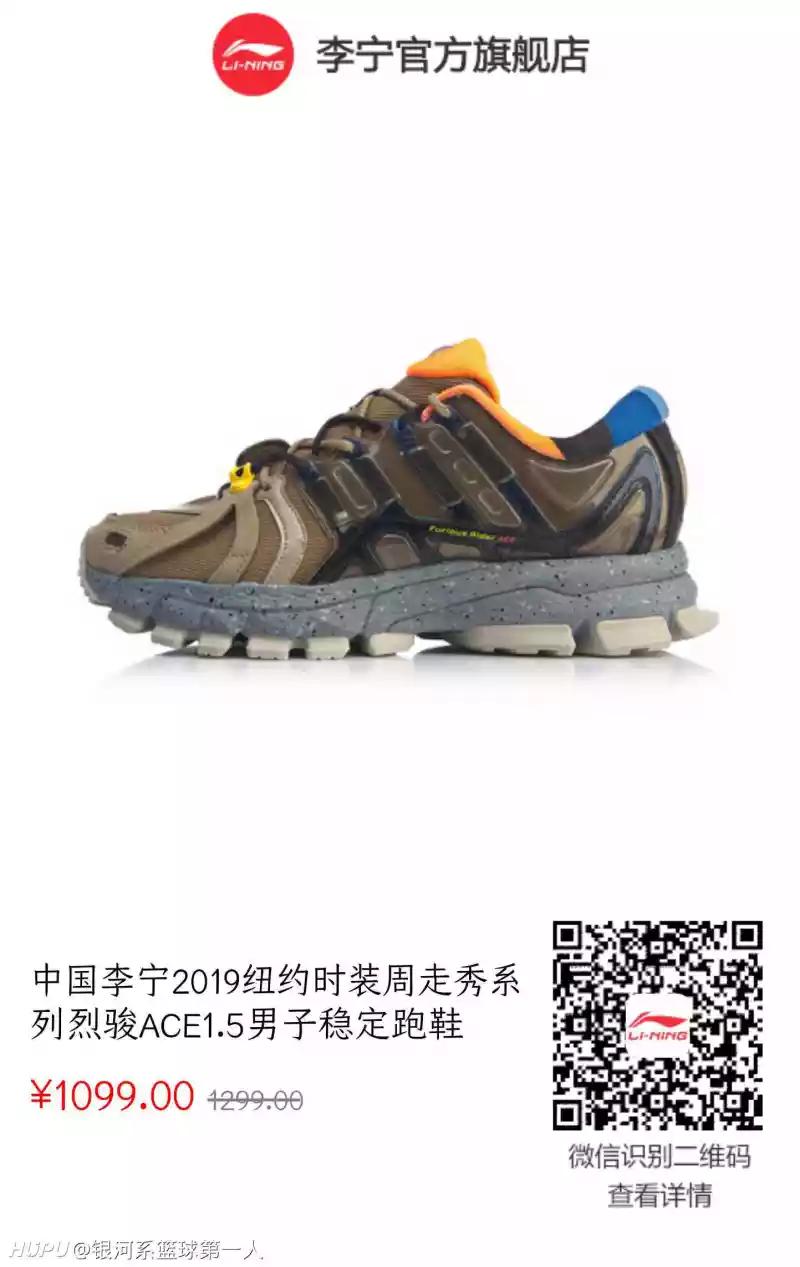 LI-NING
李宁官方旗舰店
Furious Rider ACE
中国李宁2019纽约时装周走秀系
列烈骏ACE1.5男子稳定跑鞋
¥1099.00 1299.00
LI-NING
微信识别二维码
查看详情
HUPU @银河系篮球第一人